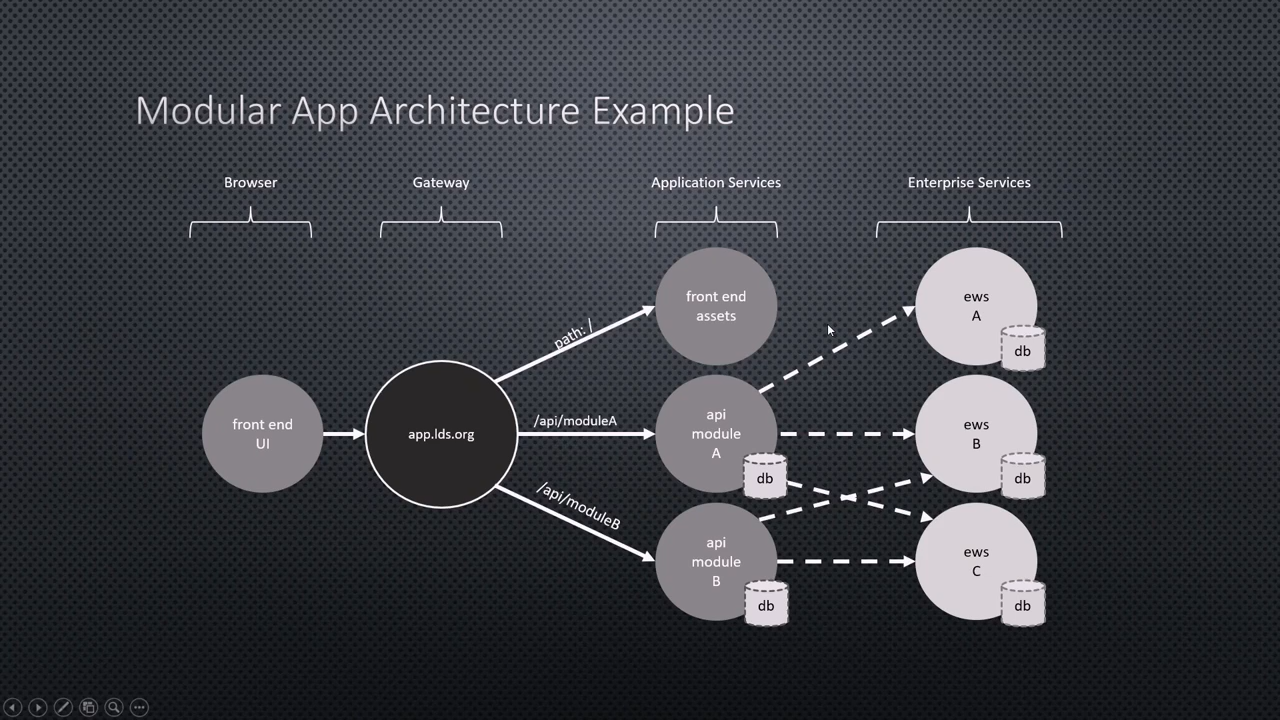 Modular App Architecture Example
Browser
Gateway
Application Services
Enterprise Services
front end
UI
app.lds.org
path: /
/api/moduleA
/api/moduleB
front end
assets
api
module
A
db
api
module
B
db
ews
A
db
ews
B
db
ews
C
db